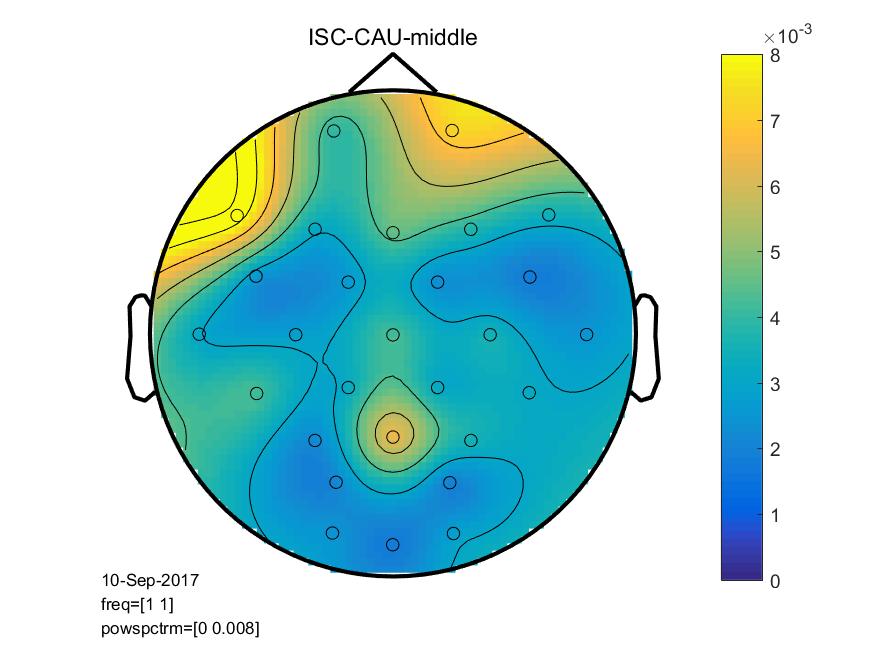 ISC-CAU-middle
×10-3
8
7
6
5
4
3
2
1
0
10-Sep-2017
freq=[1 1]
powspctrm=[0 0.008]